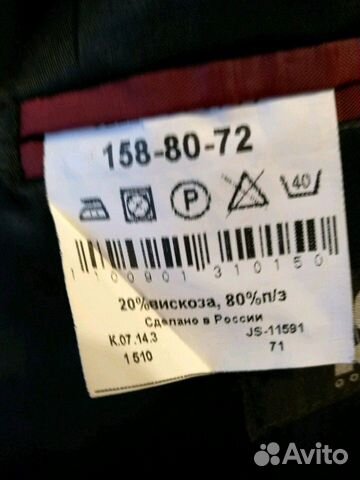 158-80-72
P
40
1100901310150
20%вискоза, 80%п/э
Сделано в России
К.07.14.3 JS-11591
1510 71
Avito